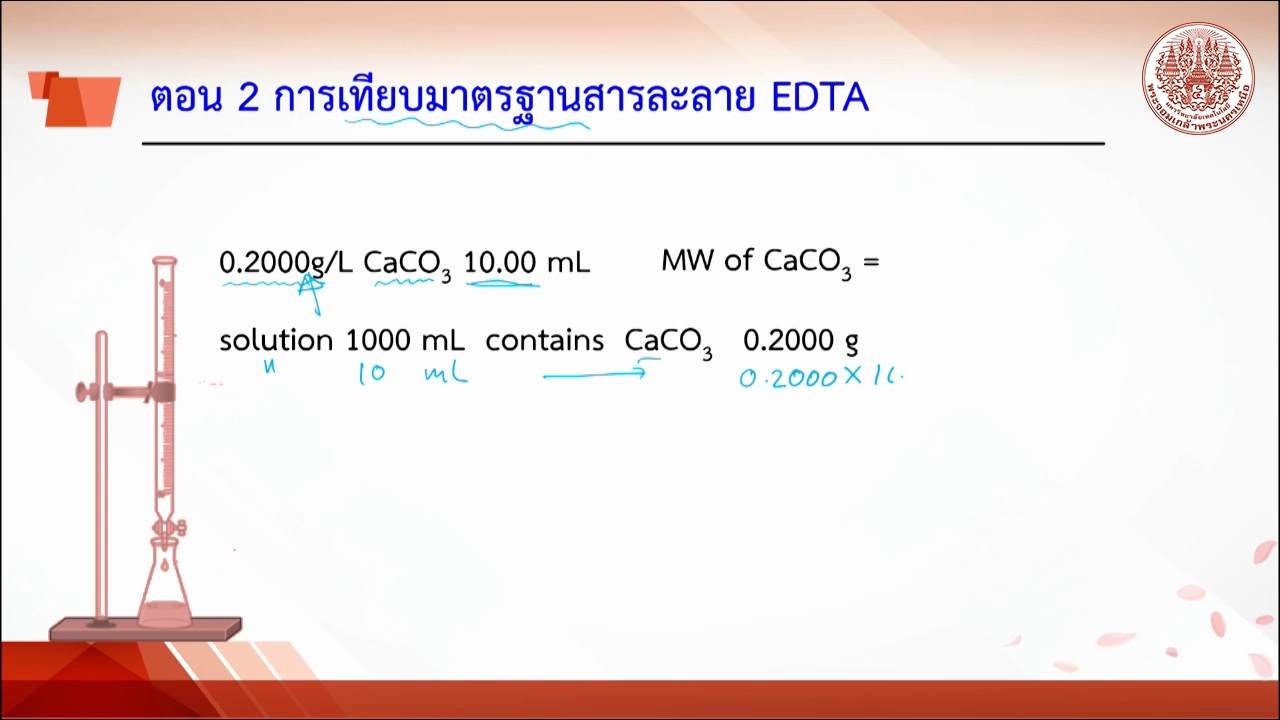 ตอน 2 การเทียบมาตรฐานสารละลาย EDTA
0.2000g/L CaCO₃ 10.00 mL MW of CaCO₃ =
solution 1000 mL contains CaCO₃ 0.2000 g
" 10 mL 0.2000 ×